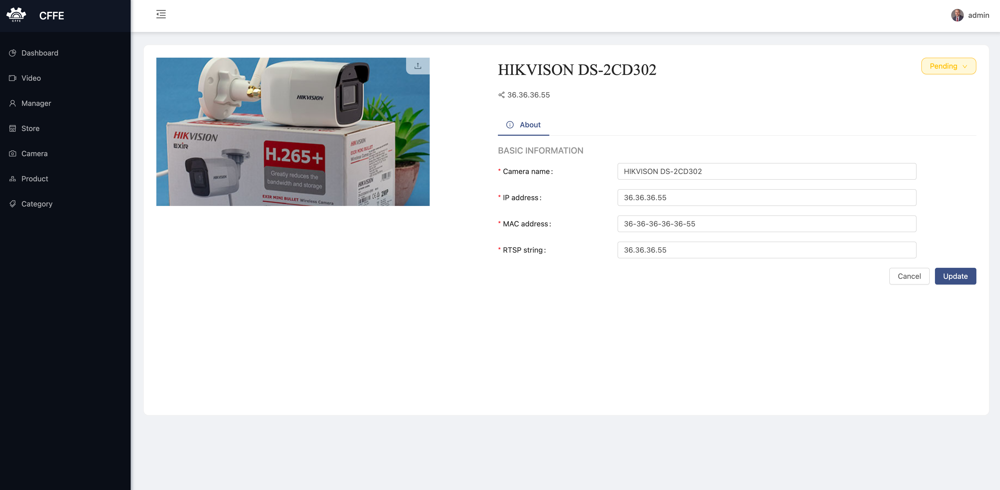 CFFE
CFFE
admin
Dashboard
Video
Manager
Store
Camera
Product
Category
HIKVISION
HIKVISION
EXIR
H.265+
Greatly reduces the
bandwidth and storage
HIKVISION
EXIR MINI BULLET Wireless Camera
HIKVISION
EXIR MINI BULLET
Wireless Camera
HIKVISION
2MP
HIKVISON DS-2CD302
Pending
36.36.36.55
About
BASIC INFORMATION
* Camera name: HIKVISON DS-2CD302
* IP address: 36.36.36.55
* MAC address: 36-36-36-36-36-55
* RTSP string: 36.36.36.55
Cancel Update